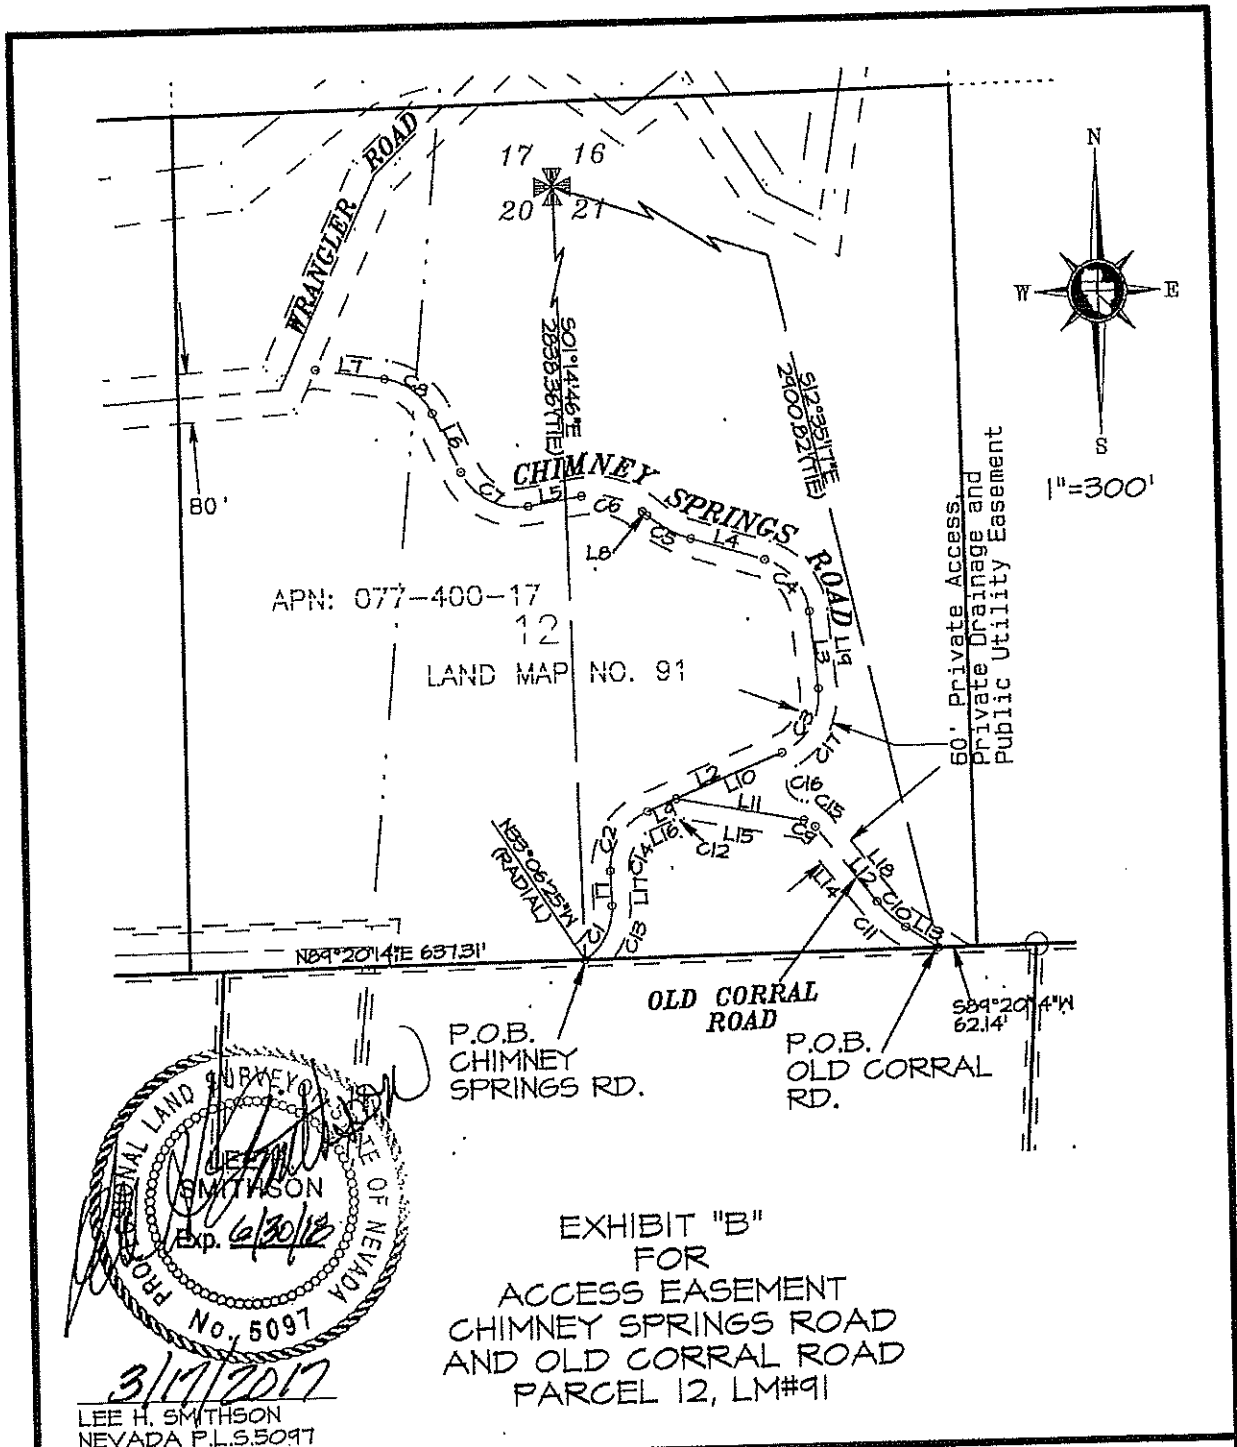 WRANGLER ROAD
17 16
20 21
N
W E
S
1"=300'
L7
C8
L6
C7
L5
C6
L8
C5
L4
C4
L3
L19
C3
C17
S01°14'46"E
2838.36'(TIE)
S12°35'17"E
2900.82'(TIE)
CHIMNEY SPRINGS ROAD
80'
60' Private Access,
Private Drainage and
Public Utility Easement
APN: 077-400-17
12
LAND MAP NO. 91
L2
L10
C16
C15
L11
L9
C9
L16
L15
C12
C2
C14
L1
L17
C1
C13
L18
L12
L14
C10
L13
C11
N33°06'25"W
(RADIAL)
N89°20'14"E 637.31'
OLD CORRAL
ROAD
S89°20'14"W
62.14'
P.O.B.
CHIMNEY
SPRINGS RD.
P.O.B.
OLD CORRAL
RD.
PROFESSIONAL LAND SURVEYOR STATE OF NEVADA
LEE H.
SMITHSON
Exp. 6/30/18
No. 5097
3/17/2017
LEE H. SMITHSON
NEVADA P.L.S.5097
EXHIBIT "B"
FOR
ACCESS EASEMENT
CHIMNEY SPRINGS ROAD
AND OLD CORRAL ROAD
PARCEL 12, LM#91